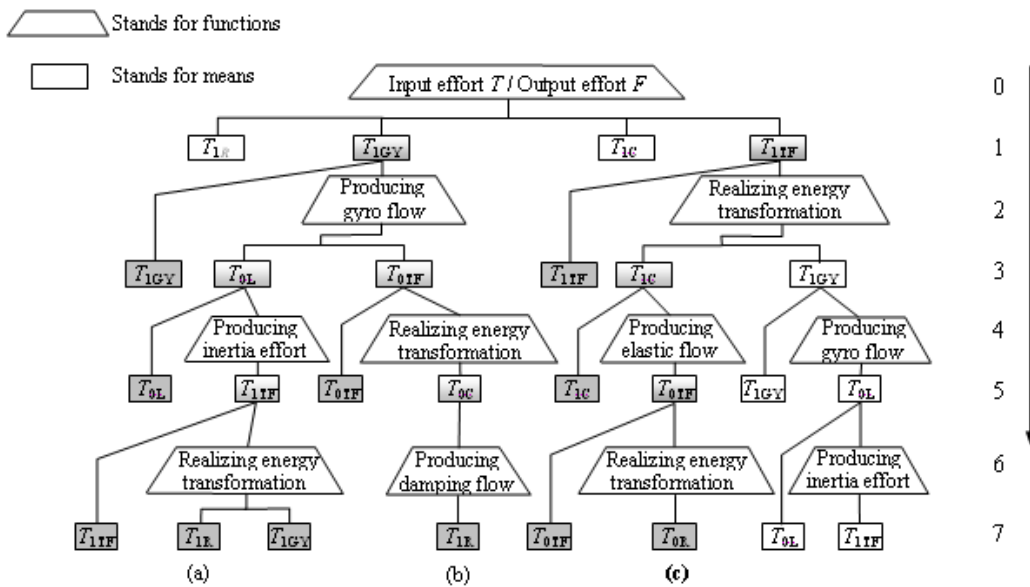 Stands for functions
Stands for means
Input effort T / Output effort F
0
T1R
T1GY
T1C
T1TF
1
Producing
gyro flow
Realizing energy
transformation
2
T1GY
T0L
T0TF
T1TF
T1C
T1GY
3
Producing
inertia effort
Realizing energy
transformation
Producing
elastic flow
Producing
gyro flow
4
T0L
T1TF
T0TF
T0C
T1C
T0TF
T1GY
T0L
5
Realizing energy
transformation
Producing
damping flow
Realizing energy
transformation
Producing
inertia effort
6
T1TF
T1R
T1GY
T1R
T0TF
T0R
T0L
T1TF
7
(a)
(b)
(c)